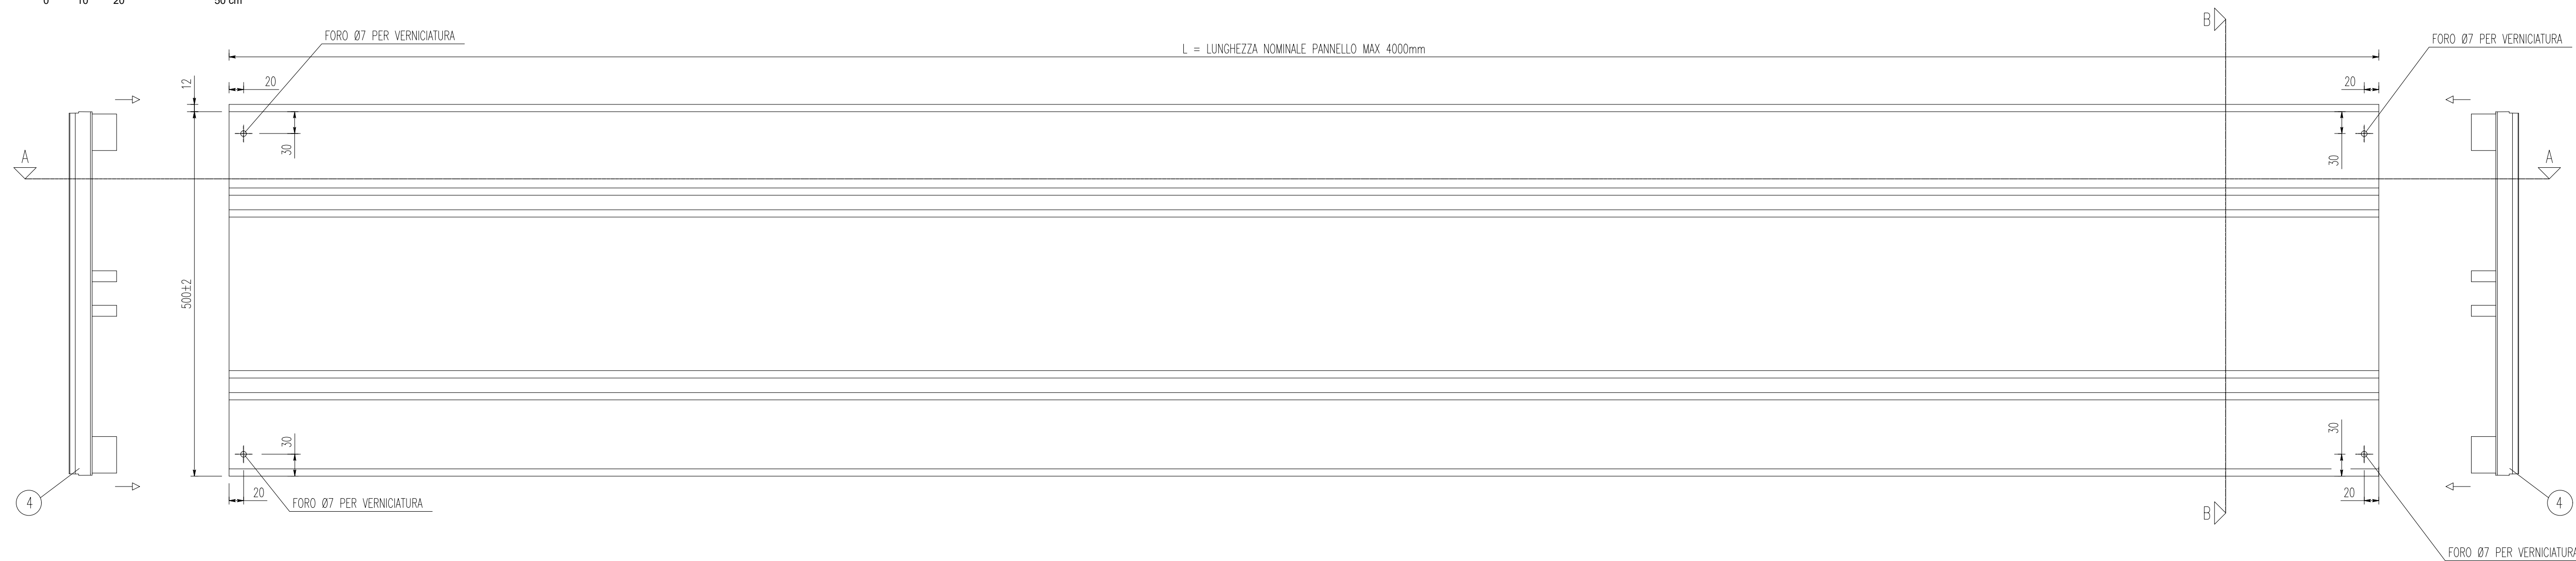 0 10 20 50 cm
B
FORO Ø7 PER VERNICIATURA
L = LUNGHEZZA NOMINALE PANNELLO MAX 4000mm
FORO Ø7 PER VERNICIATURA
12
20
20
30
30
A
A
500±2
30
30
20
FORO Ø7 PER VERNICIATURA
20
4
4
B
FORO Ø7 PER VERNICIATURA